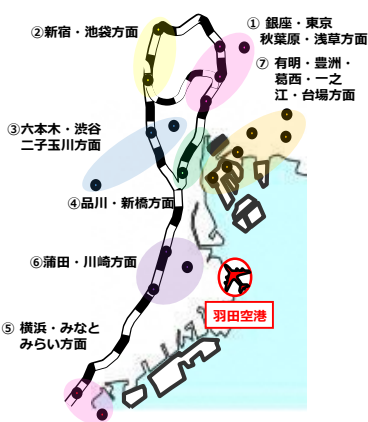 ① 銀座・東京
秋葉原・浅草方面
②新宿・池袋方面
⑦ 有明・豊洲・
葛西・一之
江・台場方面
③六本木・渋谷
二子玉川方面
④品川・新橋方面
⑥蒲田・川崎方面
羽田空港
⑤ 横浜・みなと
みらい方面